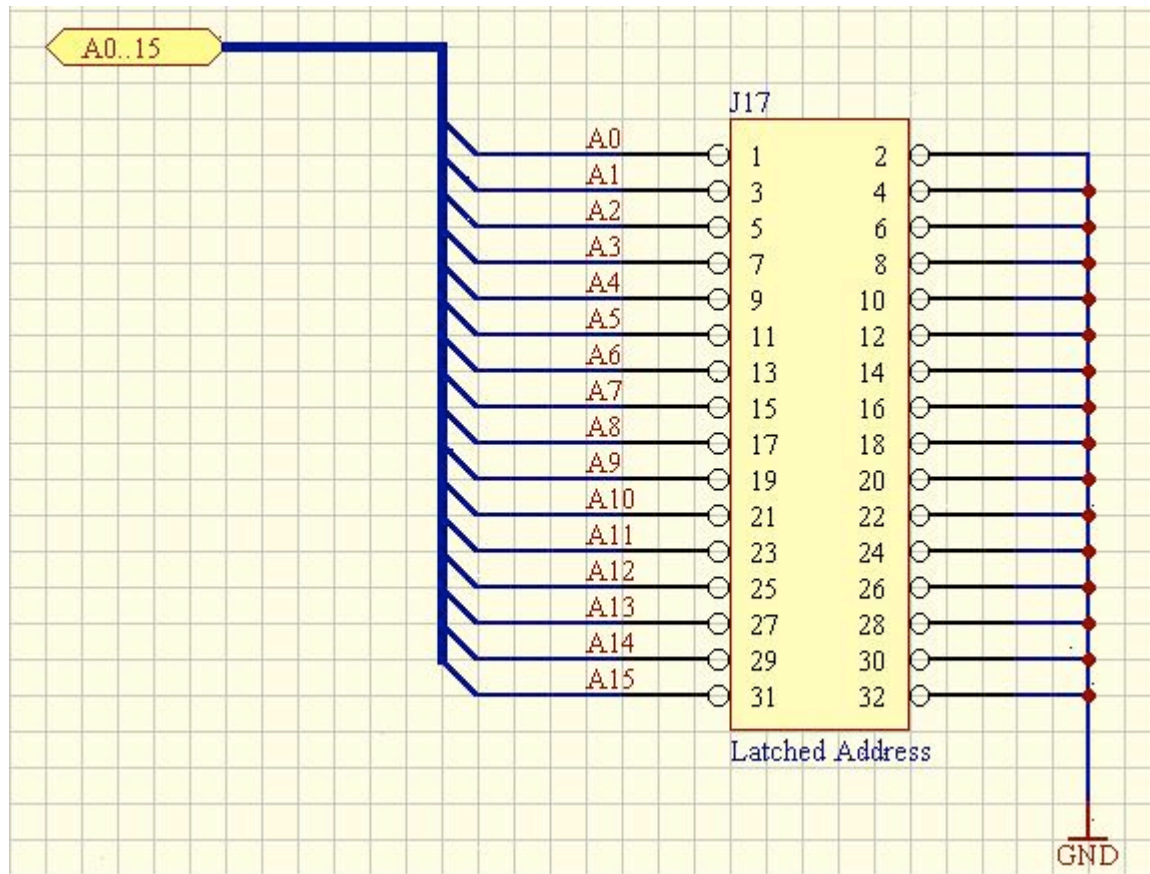 A0..15
J17
A0 1 2
A1 3 4
A2 5 6
A3 7 8
A4 9 10
A5 11 12
A6 13 14
A7 15 16
A8 17 18
A9 19 20
A10 21 22
A11 23 24
A12 25 26
A13 27 28
A14 29 30
A15 31 32
Latched Address
GND